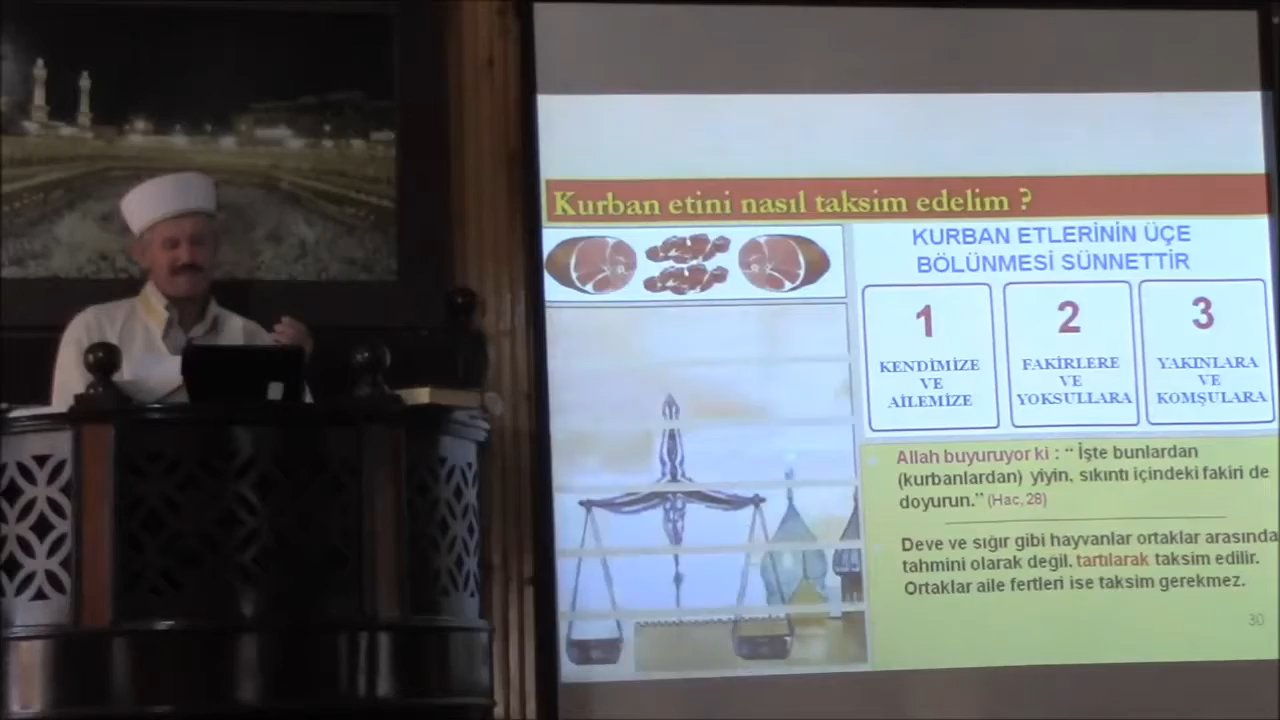 Kurban etini nasıl taksim edelim ?
KURBAN ETLERİNİN ÜÇE
BÖLÜNMESİ SÜNNETTİR
1
KENDİMİZE
VE
AİLEMİZE
2
FAKİRLERE
VE
YOKSULLARA
3
YAKINLARA
VE
KOMŞULARA
Allah buyuruyor ki : “ İşte bunlardan
(kurbanlardan) yiyin, sıkıntı içindeki fakiri de
doyurun.” (Hac, 28)
Deve ve sığır gibi hayvanlar ortaklar arasında
tahmini olarak değil, tartılarak taksim edilir.
Ortaklar aile fertleri ise taksim gerekmez.
30